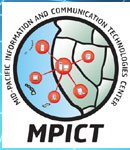 MID-PACIFIC INFORMATION AND COMMUNICATION TECHNOLOGIES CENTER
MPICT